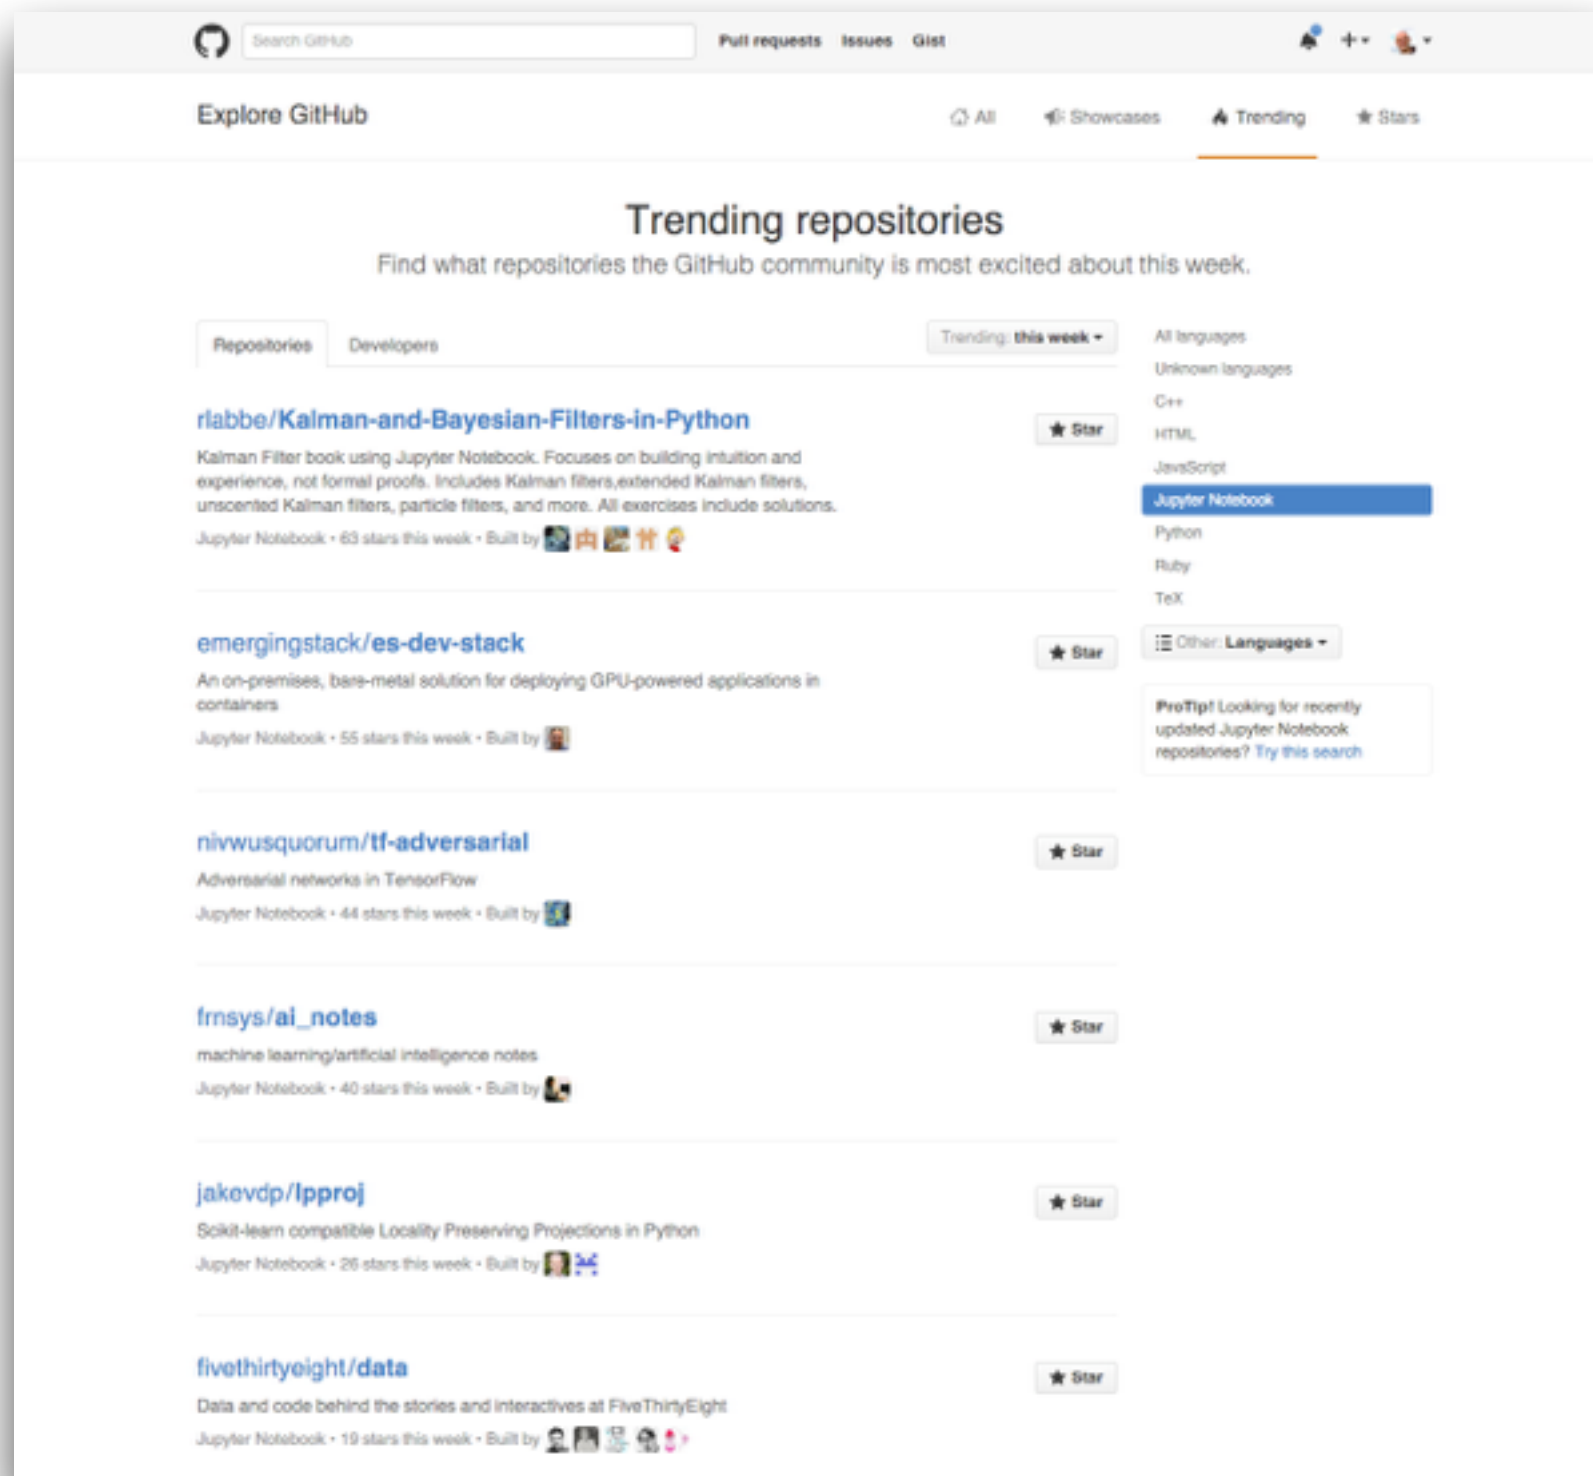 Search GitHub
Pull requests Issues Gist
Explore GitHub
All Showcases Trending Stars
Trending repositories
Find what repositories the GitHub community is most excited about this week.
Repositories Developers
Trending: this week
rlabbe/Kalman-and-Bayesian-Filters-in-Python
Star
Kalman Filter book using Jupyter Notebook. Focuses on building intuition and
experience, not formal proofs. Includes Kalman filters,extended Kalman filters,
unscented Kalman filters, particle filters, and more. All exercises include solutions.
Jupyter Notebook • 63 stars this week • Built by
emergingstack/es-dev-stack
Star
An on-premises, bare-metal solution for deploying GPU-powered applications in
containers
Jupyter Notebook • 55 stars this week • Built by
nivwusquorum/tf-adversarial
Star
Adversarial networks in TensorFlow
Jupyter Notebook • 44 stars this week • Built by
frnsys/ai_notes
Star
machine learning/artificial intelligence notes
Jupyter Notebook • 40 stars this week • Built by
jakevdp/lpproj
Star
Scikit-learn compatible Locality Preserving Projections in Python
Jupyter Notebook • 26 stars this week • Built by
fivethirtyeight/data
Star
Data and code behind the stories and interactives at FiveThirtyEight
Jupyter Notebook • 19 stars this week • Built by
All languages
Unknown languages
C++
HTML
JavaScript
Jupyter Notebook
Python
Ruby
TeX
Other: Languages
ProTip! Looking for recently
updated Jupyter Notebook
repositories? Try this search